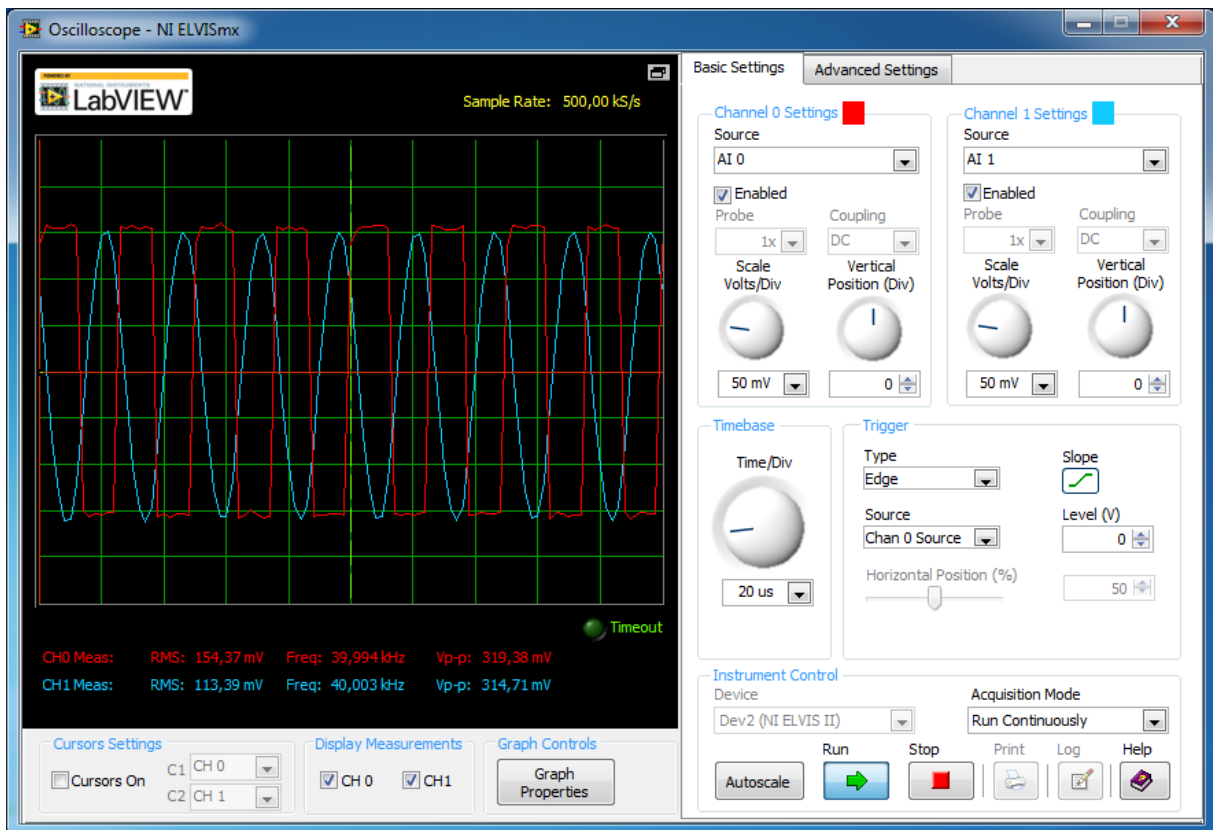 Oscilloscope - NI ELVISmx
POWERED BY
NATIONAL INSTRUMENTS
LabVIEW™
Sample Rate: 500,00 kS/s
Timeout
CH0 Meas: RMS: 154,37 mV Freq: 39,994 kHz Vp-p: 319,38 mV
CH1 Meas: RMS: 113,39 mV Freq: 40,003 kHz Vp-p: 314,71 mV
Cursors Settings
Cursors On
C1 CH 0
C2 CH 1
Display Measurements
CH 0 CH1
Graph Controls
Graph
Properties
Basic Settings Advanced Settings
Channel 0 Settings
Source
AI 0
Enabled
Probe Coupling
1x DC
Scale
Volts/Div
Vertical
Position (Div)
50 mV 0
Channel 1 Settings
Source
AI 1
Enabled
Probe Coupling
1x DC
Scale
Volts/Div
Vertical
Position (Div)
50 mV 0
Timebase
Time/Div
20 us
Trigger
Type
Edge
Slope
Source
Chan 0 Source
Level (V)
0
Horizontal Position (%)
50
Instrument Control
Device
Dev2 (NI ELVIS II)
Acquisition Mode
Run Continuously
Run Stop Print Log Help
Autoscale